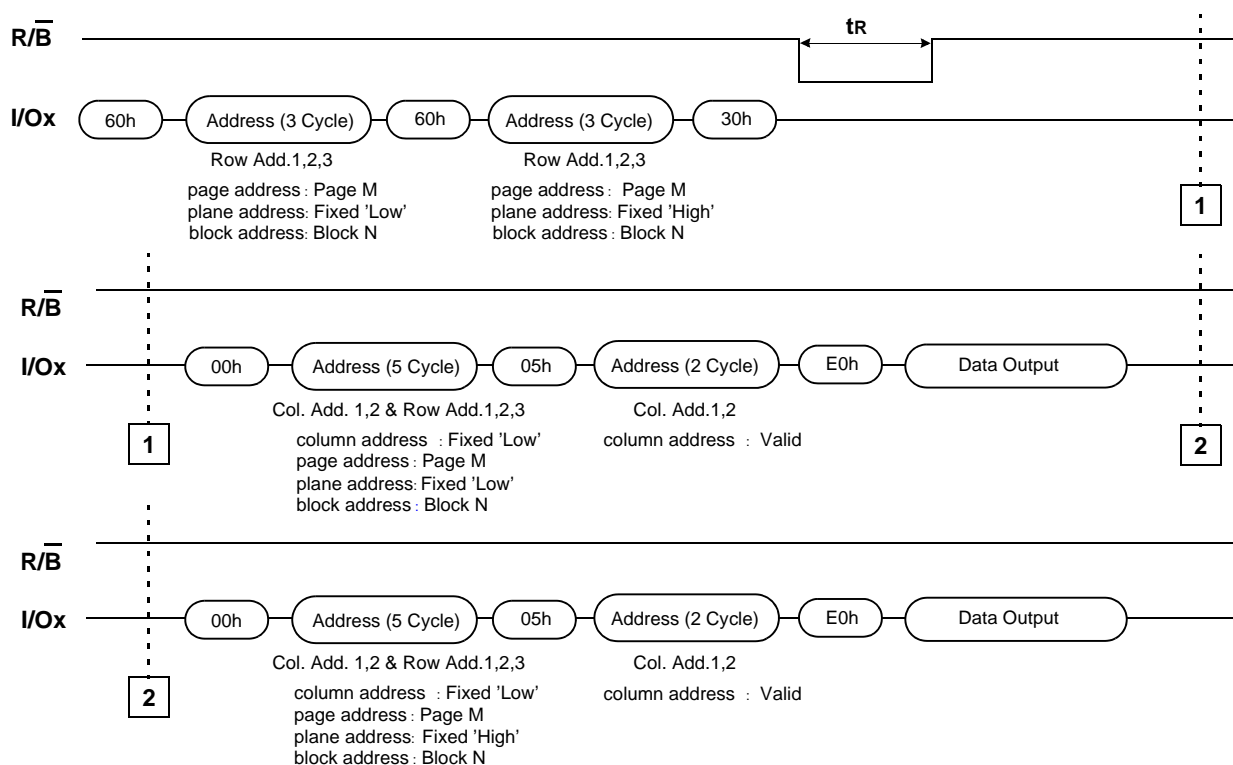 R/B tR
I/Ox 60h Address (3 Cycle) 60h Address (3 Cycle) 30h
Row Add.1,2,3 Row Add.1,2,3
page address : Page M page address : Page M
plane address: Fixed ’Low’ plane address: Fixed ’High’
block address: Block N block address: Block N
1
R/B
I/Ox 00h Address (5 Cycle) 05h Address (2 Cycle) E0h Data Output
Col. Add. 1,2 & Row Add.1,2,3 Col. Add.1,2
column address : Fixed ’Low’ column address : Valid
page address : Page M
plane address: Fixed ’Low’
block address : Block N
1 2
R/B
I/Ox 00h Address (5 Cycle) 05h Address (2 Cycle) E0h Data Output
Col. Add. 1,2 & Row Add.1,2,3 Col. Add.1,2
column address : Fixed ’Low’ column address : Valid
page address : Page M
plane address: Fixed ’High’
block address : Block N
2